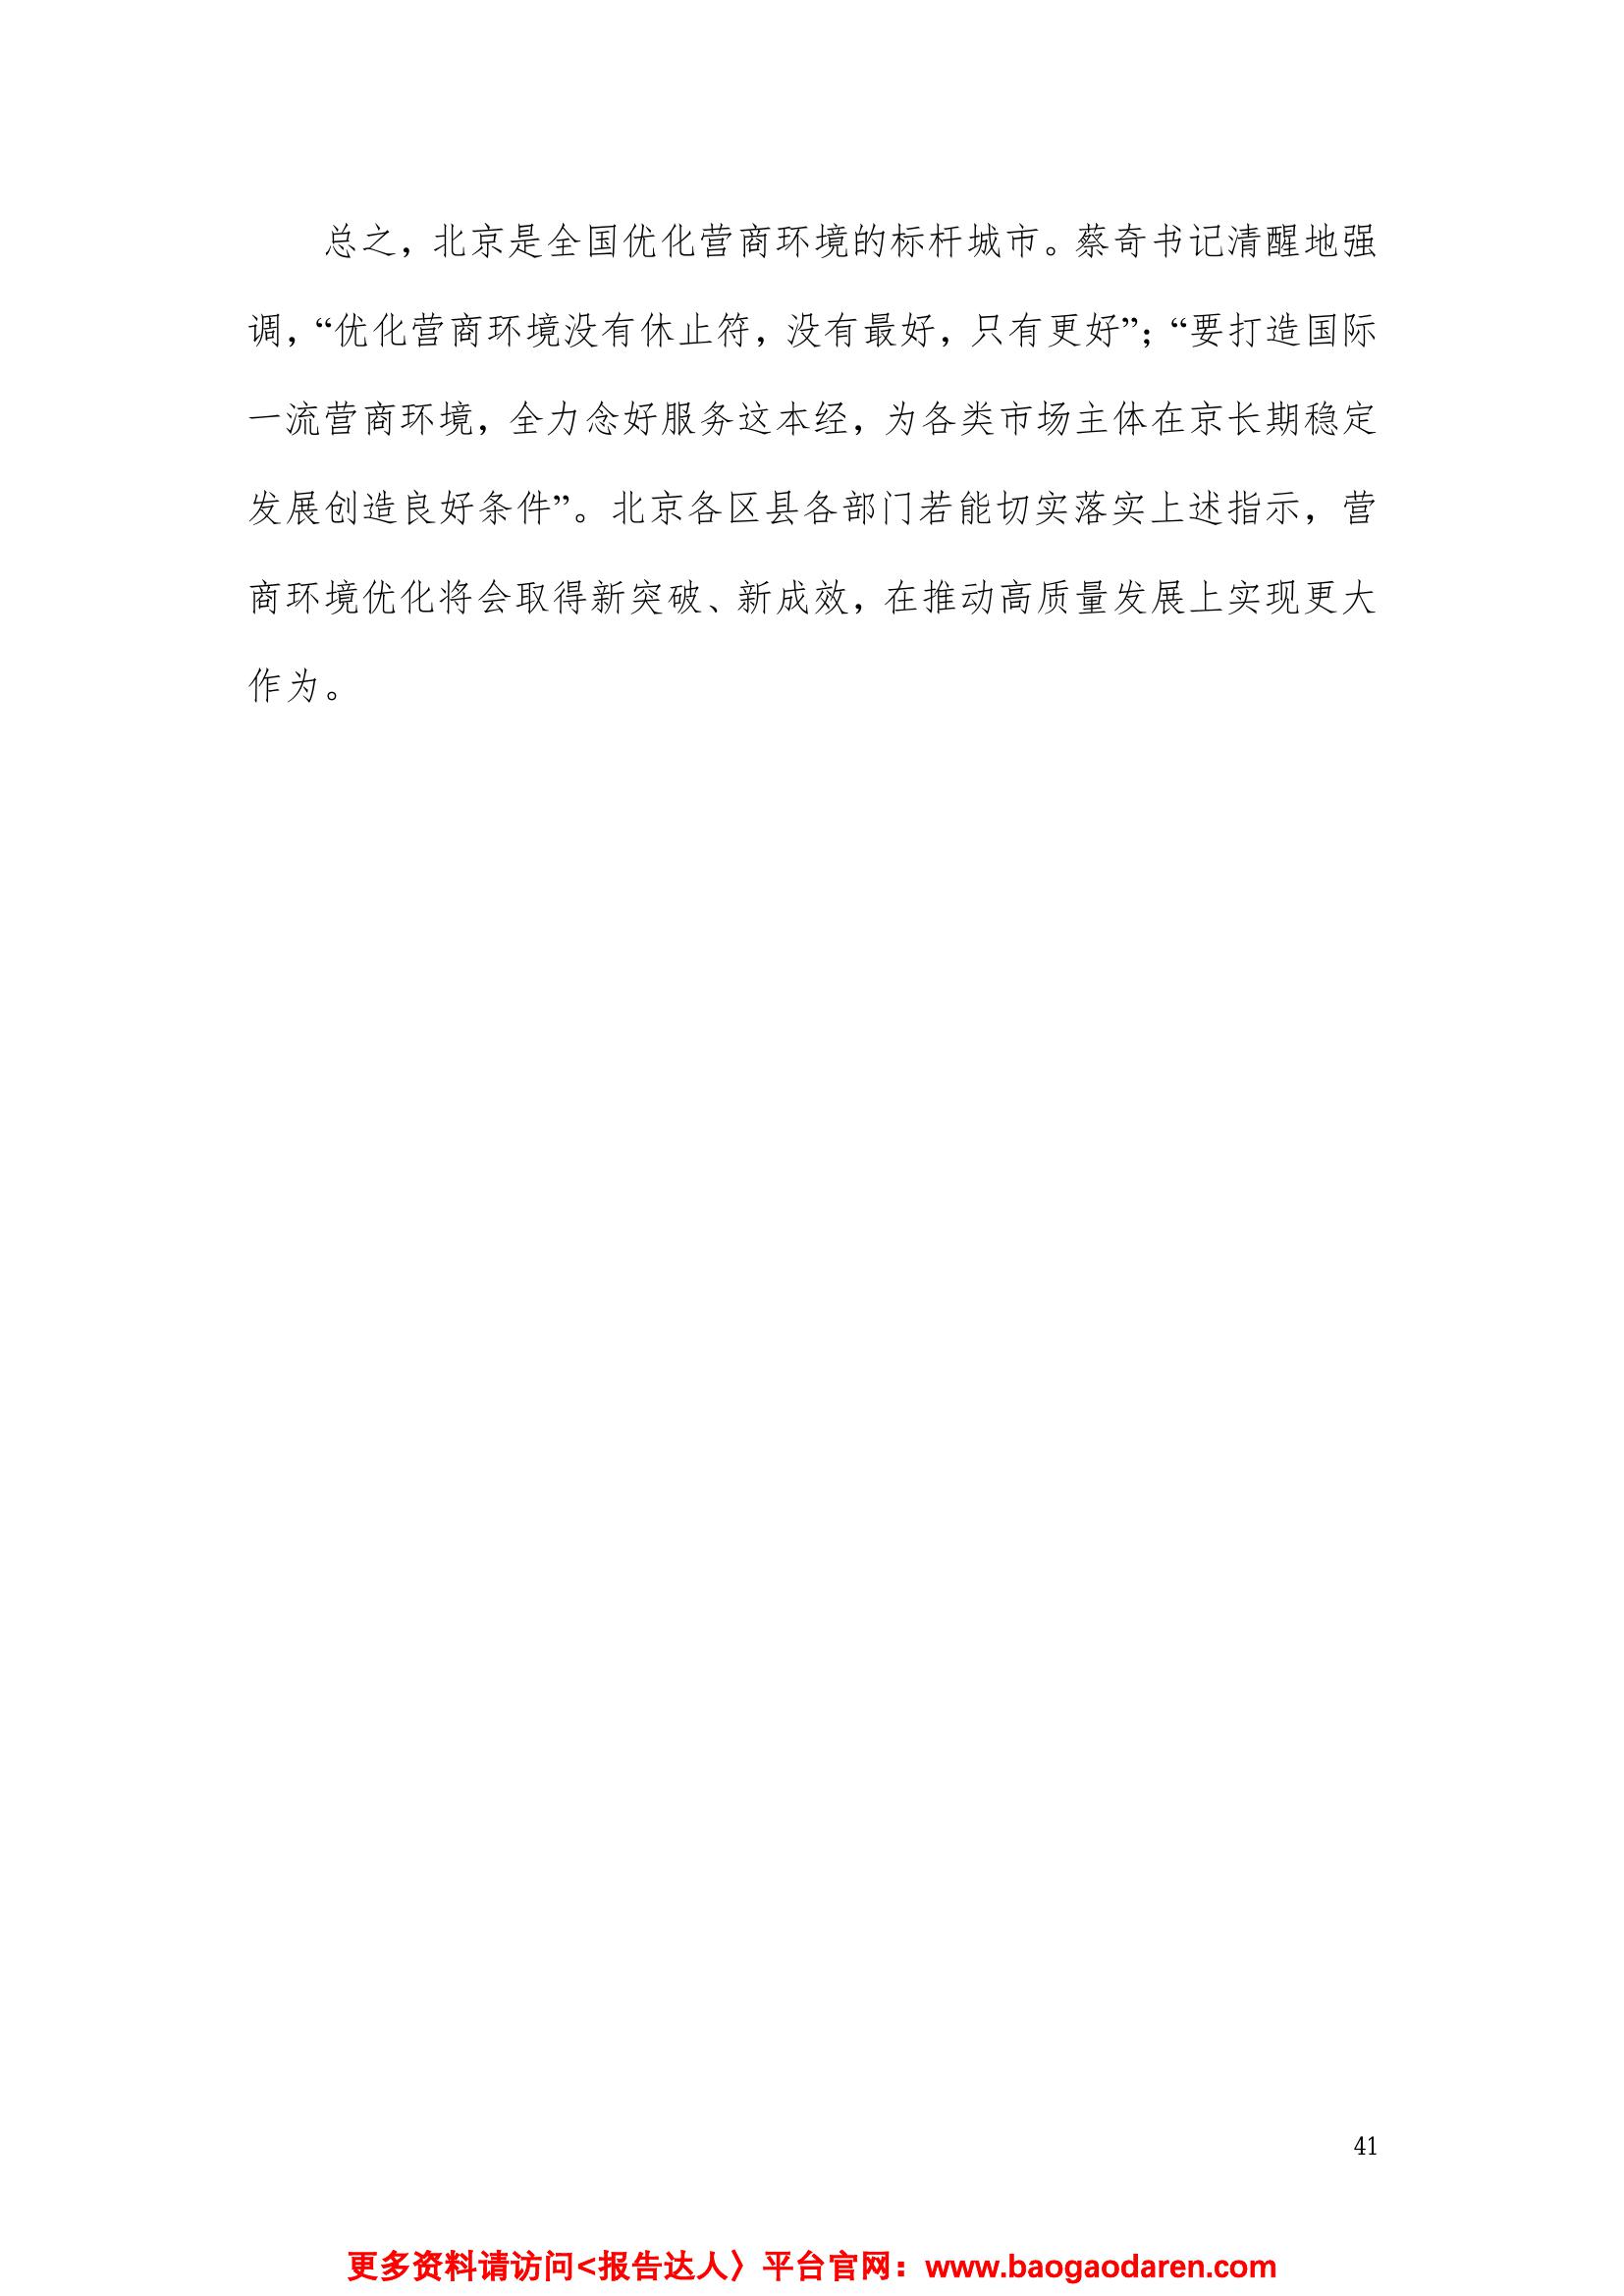 总之，北京是全国优化营商环境的标杆城市。蔡奇书记清醒地强
调，“优化营商环境没有休止符，没有最好，只有更好”；“要打造国际
一流营商环境，全力念好服务这本经，为各类市场主体在京长期稳定
发展创造良好条件”。北京各区县各部门若能切实落实上述指示，营
商环境优化将会取得新突破、新成效，在推动高质量发展上实现更大
作为。
41
更多资料请访问<报告达人〉平台官网：www.baogaodaren.com